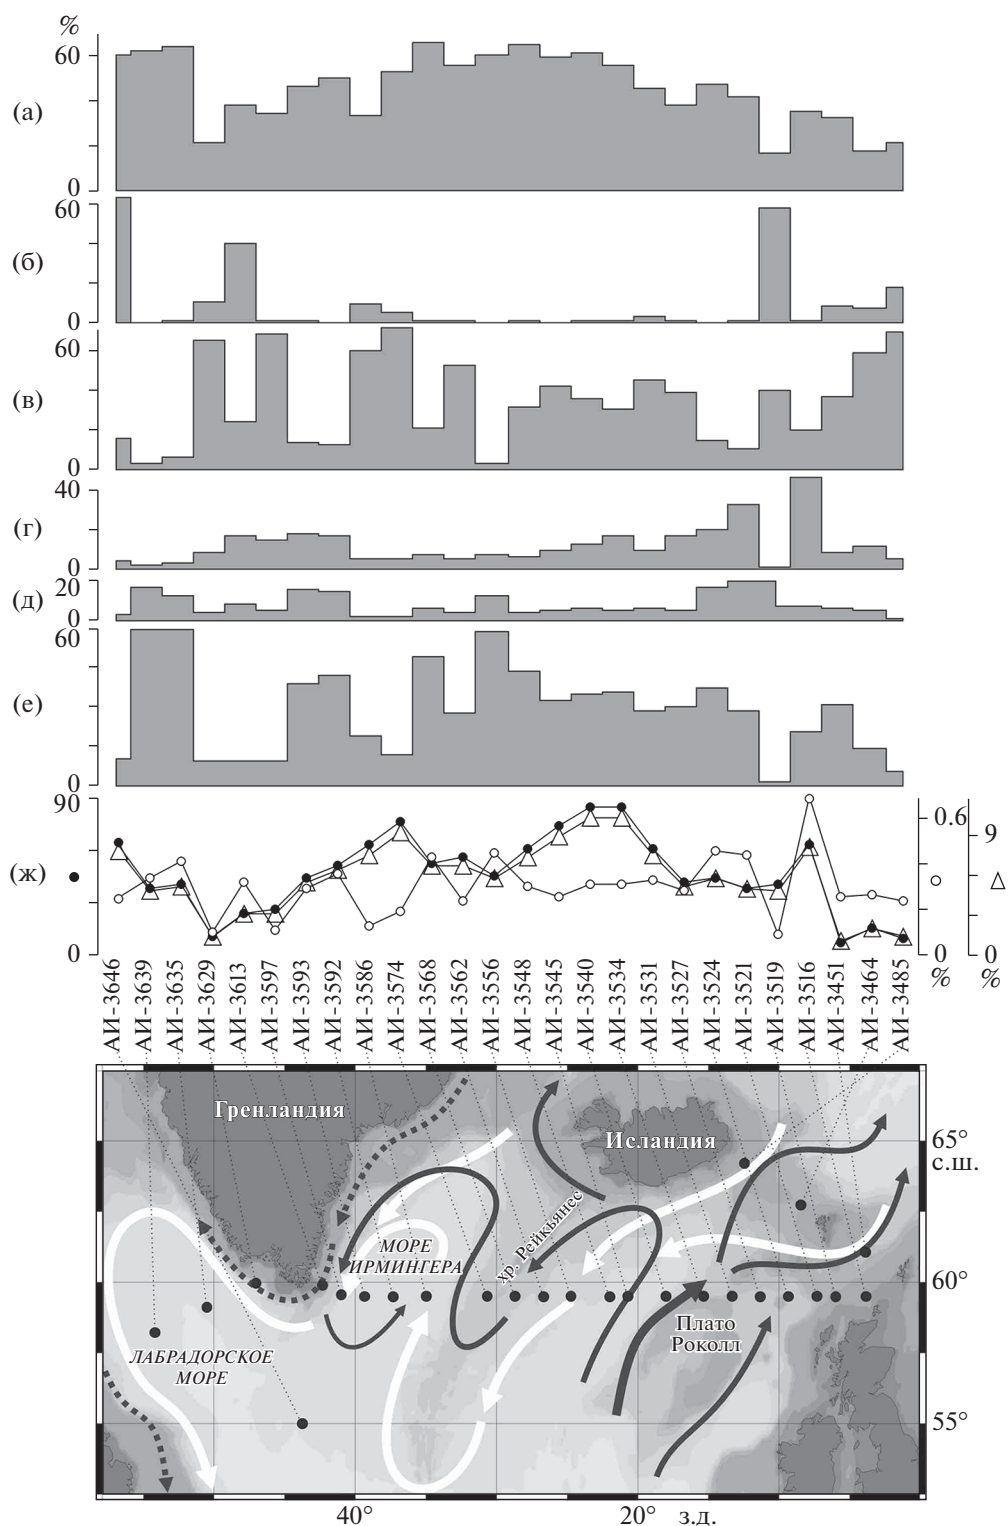 %
60
(а)
0
60
(б)
0
60
(в)
0
40
(г)
0
20
(д)
0
60
(е)
0
90
0.6
9
(ж)
0
0
0
%
%
АИ-3646
АИ-3639
АИ-3635
АИ-3629
АИ-3613
АИ-3597
АИ-3593
АИ-3592
АИ-3586
АИ-3574
АИ-3568
АИ-3562
АИ-3556
АИ-3548
АИ-3545
АИ-3540
АИ-3534
АИ-3531
АИ-3527
АИ-3524
АИ-3521
АИ-3519
АИ-3516
АИ-3451
АИ-3464
АИ-3485
Гренландия
Исландия
65°
с.ш.
хр. Рейкъянес
МОРЕ
ИРМИНГЕРА
60°
Плато
Роколл
ЛАБРАДОРСКОЕ
МОРЕ
55°
40°
20°
з.д.